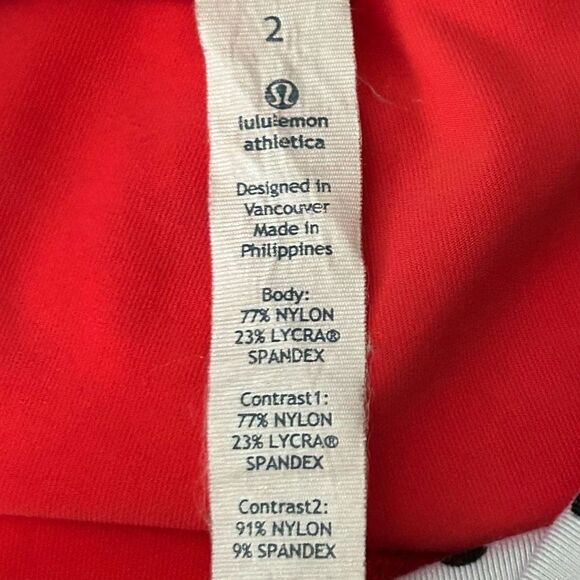 2
lululemon
athletica
Designed in
Vancouver
Made in
Philippines
Body:
77% NYLON
23% LYCRA®
SPANDEX
Contrast1:
77% NYLON
23% LYCRA®
SPANDEX
Contrast2:
91% NYLON
9% SPANDEX